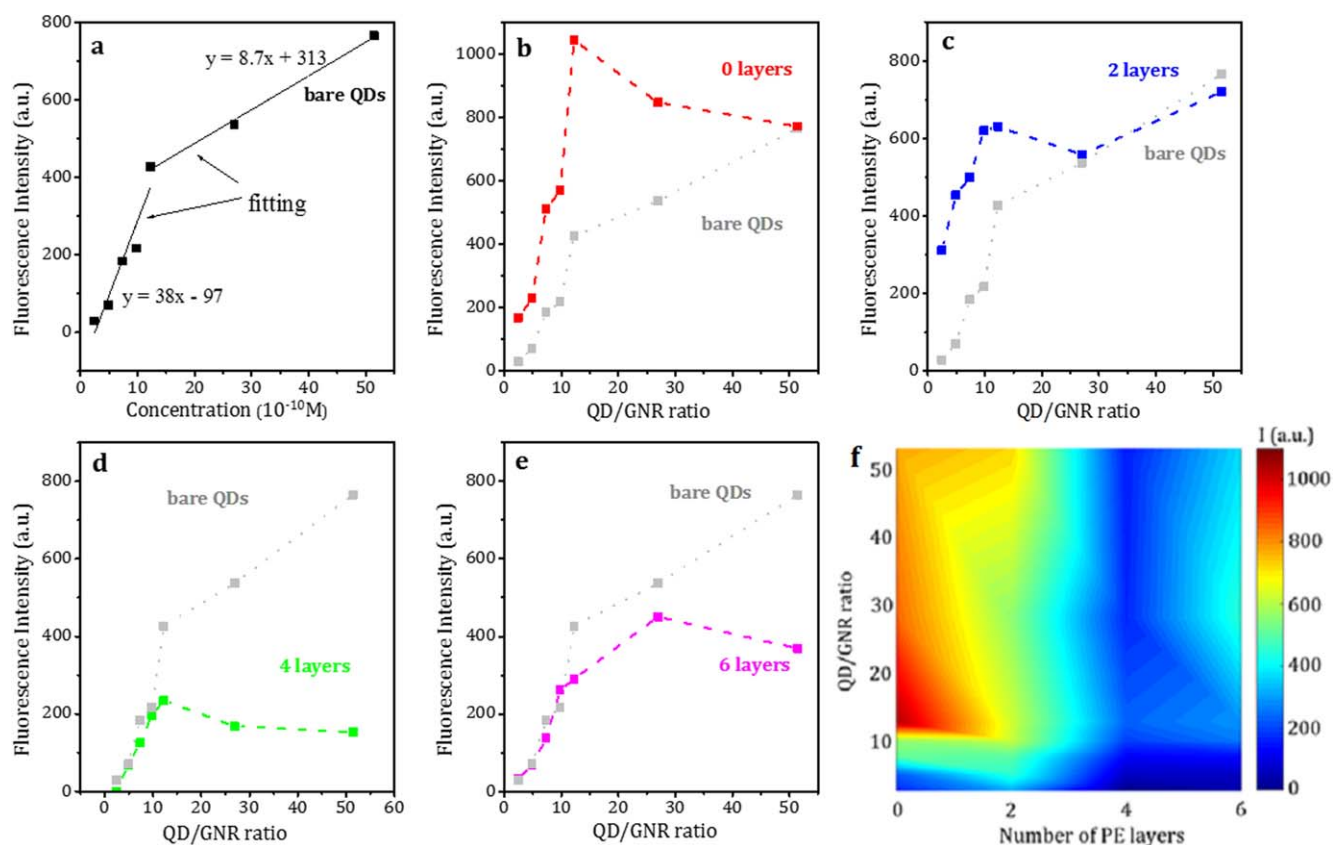 a
y = 8.7x + 313
bare QDs
fitting
y = 38x - 97
Fluorescence Intensity (a.u.)
800
600
400
200
0
0 10 20 30 40 50
Concentration (10⁻¹⁰M)
b
0 layers
bare QDs
Fluorescence Intensity (a.u.)
1000
800
600
400
200
0
0 10 20 30 40 50
QD/GNR ratio
c
2 layers
bare QDs
Fluorescence Intensity (a.u.)
800
600
400
200
0
0 10 20 30 40 50
QD/GNR ratio
d
bare QDs
4 layers
Fluorescence Intensity (a.u.)
800
600
400
200
0
0 10 20 30 40 50 60
QD/GNR ratio
e
bare QDs
6 layers
Fluorescence Intensity (a.u.)
800
600
400
200
0
0 10 20 30 40 50
QD/GNR ratio
f
I (a.u.)
QD/GNR ratio
50
40
30
20
10
0 2 4 6
Number of PE layers
1000
800
600
400
200
0